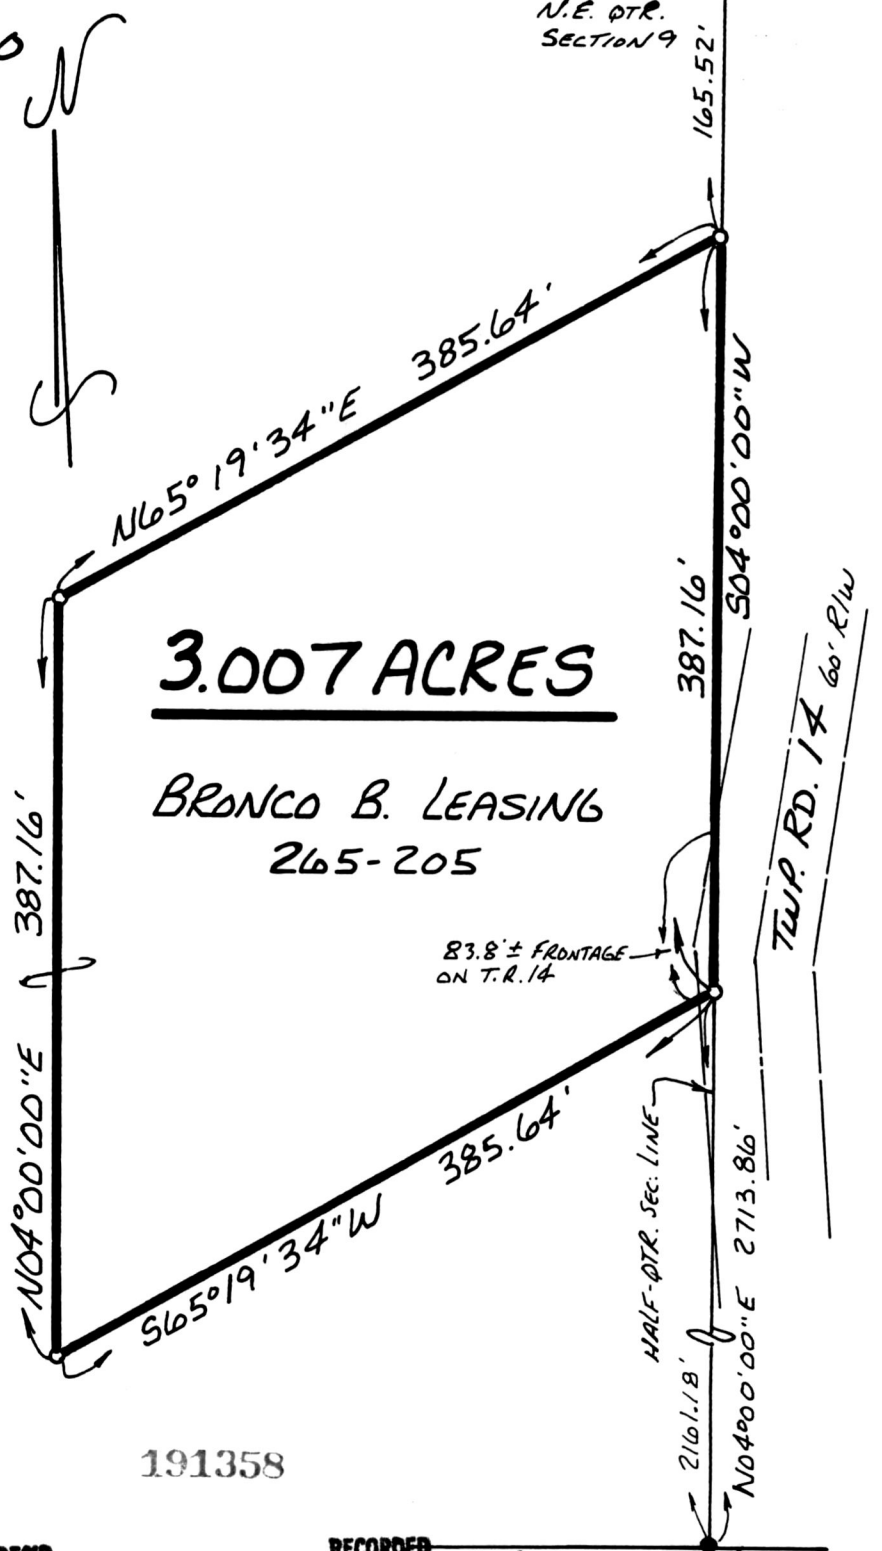 N.E. QTR.
SECTION 9
N
165.52'
S
N65°19'34"E 385.64'
S04°00'00"W
387.16'
3.007 ACRES
BRONCO B. LEASING
265-205
TWP. RD. 14 60' R/W
387.16'
N04°00'00"E
83.8'± FRONTAGE
ON T.R. 14
S65°19'34"W 385.64'
HALF-QTR. SEC. LINE
2161.18'
N04°00'00"E 2713.86'
191358
RECORDED